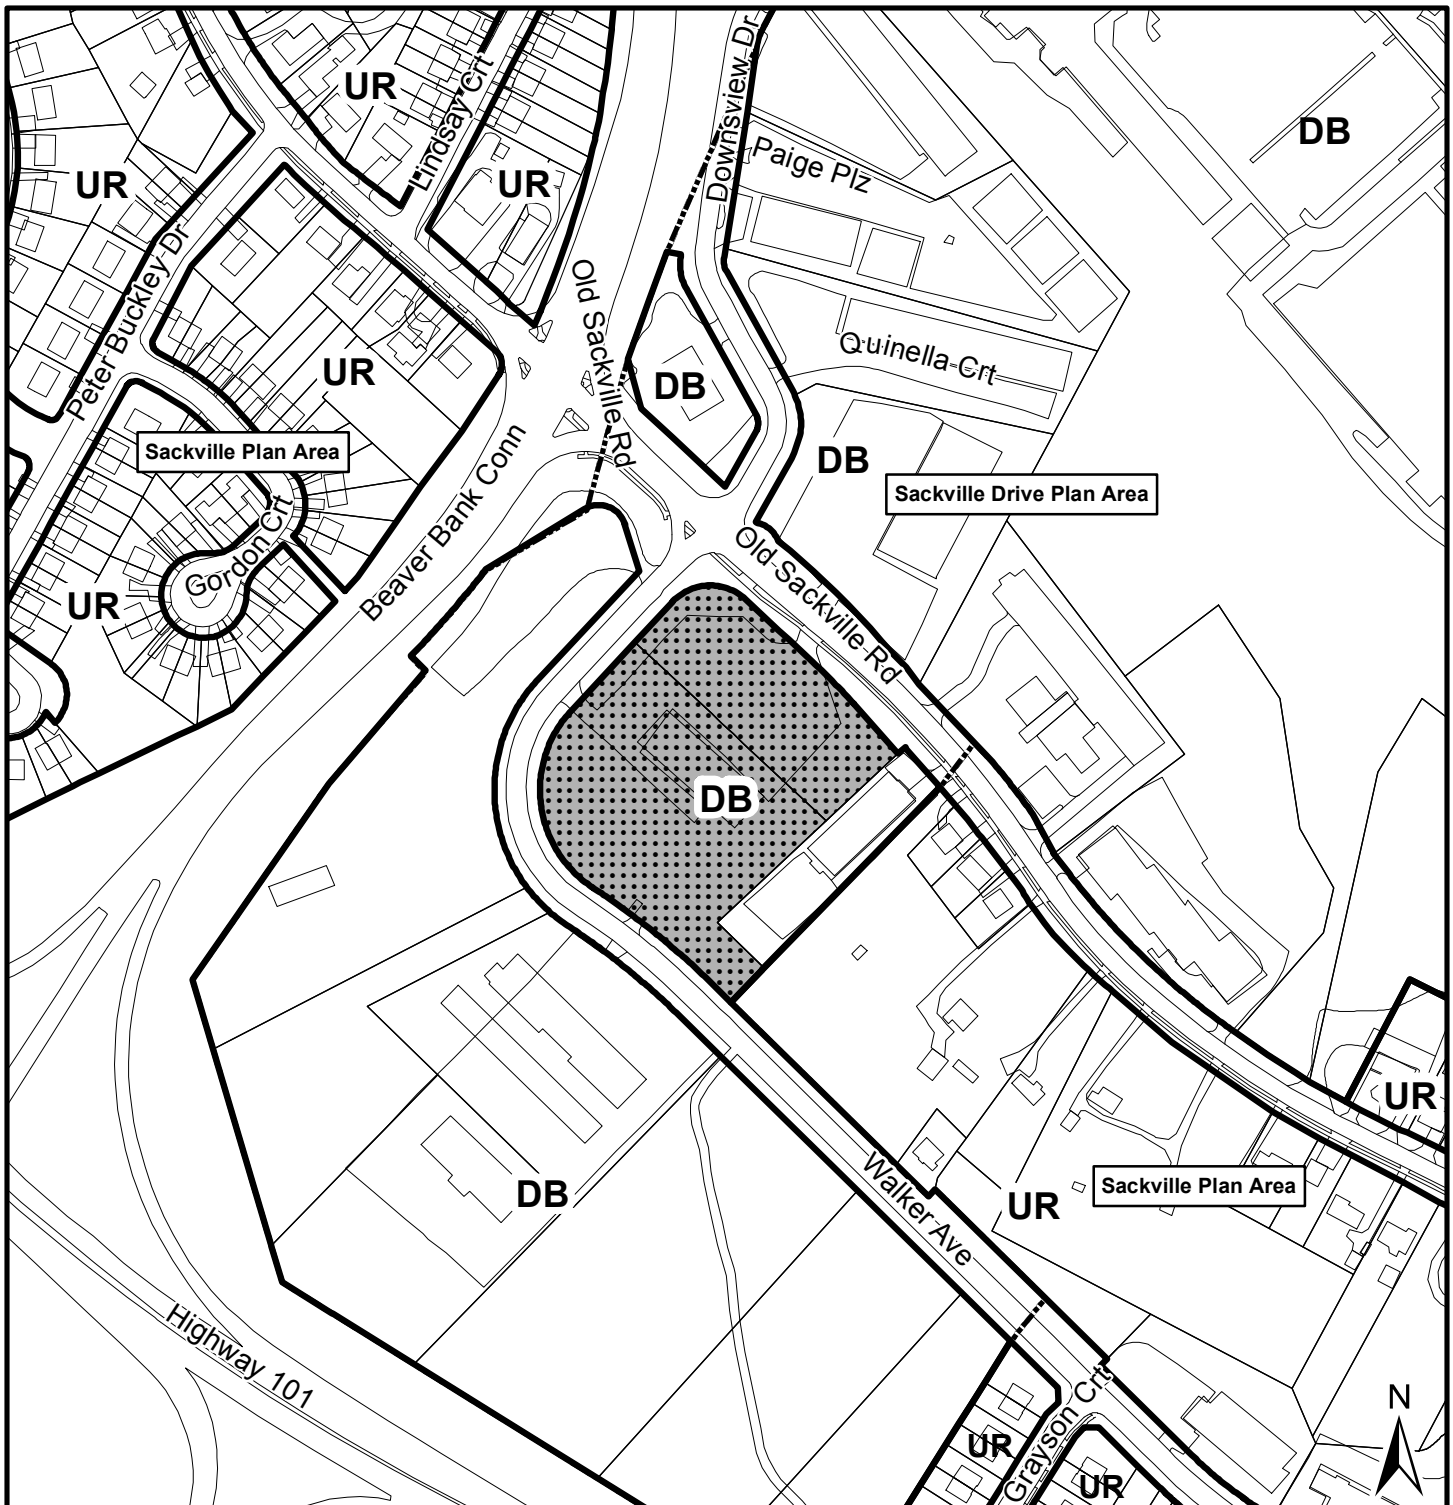 UR
Lindsay Crt
Downsview Dr
DB
UR
UR
Paige Plz
Peter Buckley Dr
Old Sackville Rd
UR
DB
Quinella Crt
Sackville Plan Area
DB
Sackville Drive Plan Area
Beaver Bank Conn
Gordon Crt
UR
Old Sackville Rd
DB
UR
Walker Ave
Sackville Plan Area
DB
UR
Highway 101
Grayson Crt
N
UR
UR